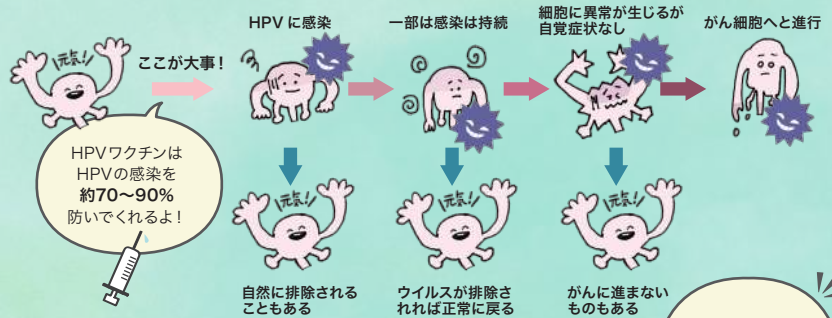 元気!
ここが大事!
HPVワクチンは
HPVの感染を
約70〜90%
防いでくれるよ!
HPVに感染
一部は感染は持続
細胞に異常が生じるが
自覚症状なし
がん細胞へと進行
元気!
自然に排除される
こともある
元気!
ウイルスが排除さ
れれば正常に戻る
元気!
がんに進まない
ものもある